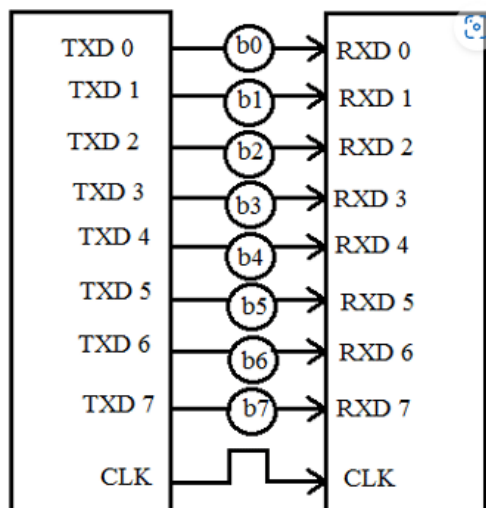 TXD 0 b0 RXD 0
TXD 1 b1 RXD 1
TXD 2 b2 RXD 2
TXD 3 b3 RXD 3
TXD 4 b4 RXD 4
TXD 5 b5 RXD 5
TXD 6 b6 RXD 6
TXD 7 b7 RXD 7
CLK CLK